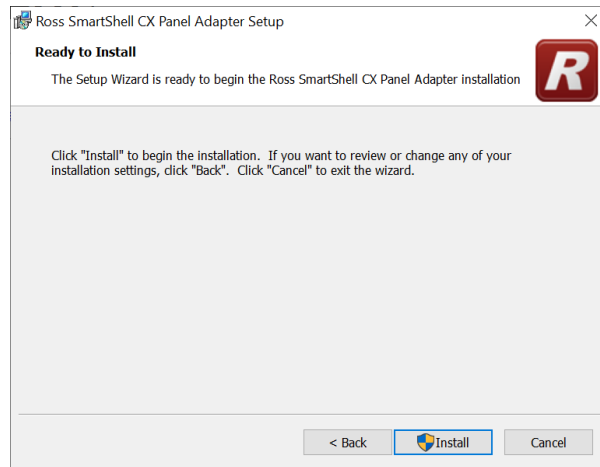 Ross SmartShell CX Panel Adapter Setup
Ready to Install
The Setup Wizard is ready to begin the Ross SmartShell CX Panel Adapter installation
R
Click "Install" to begin the installation. If you want to review or change any of your
installation settings, click "Back". Click "Cancel" to exit the wizard.
< Back
Install
Cancel